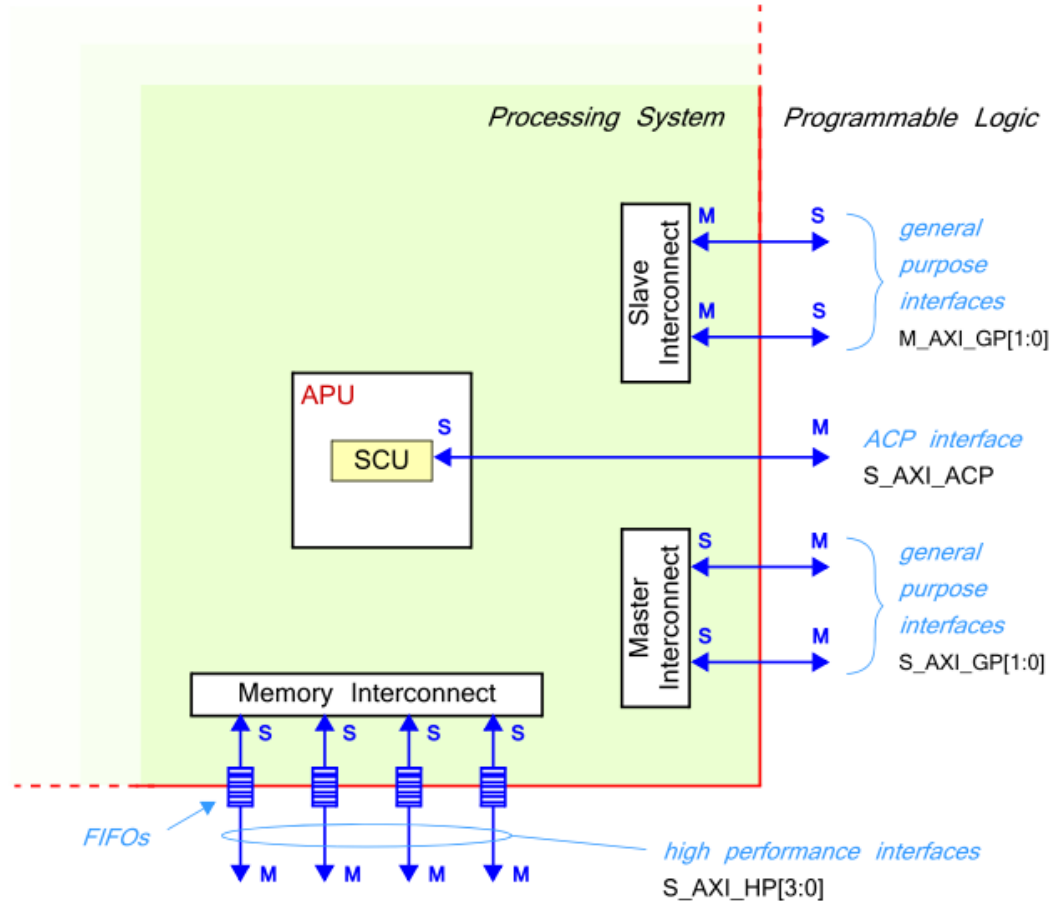 Processing System
Programmable Logic
M
S
general
purpose
interfaces
M_AXI_GP[1:0]
M
S
Slave
Interconnect
APU
S
SCU
M
ACP interface
S_AXI_ACP
S
M
general
purpose
interfaces
S_AXI_GP[1:0]
S
M
Master
Interconnect
Memory Interconnect
S
S
S
S
FIFOs
M
M
M
M
high performance interfaces
S_AXI_HP[3:0]